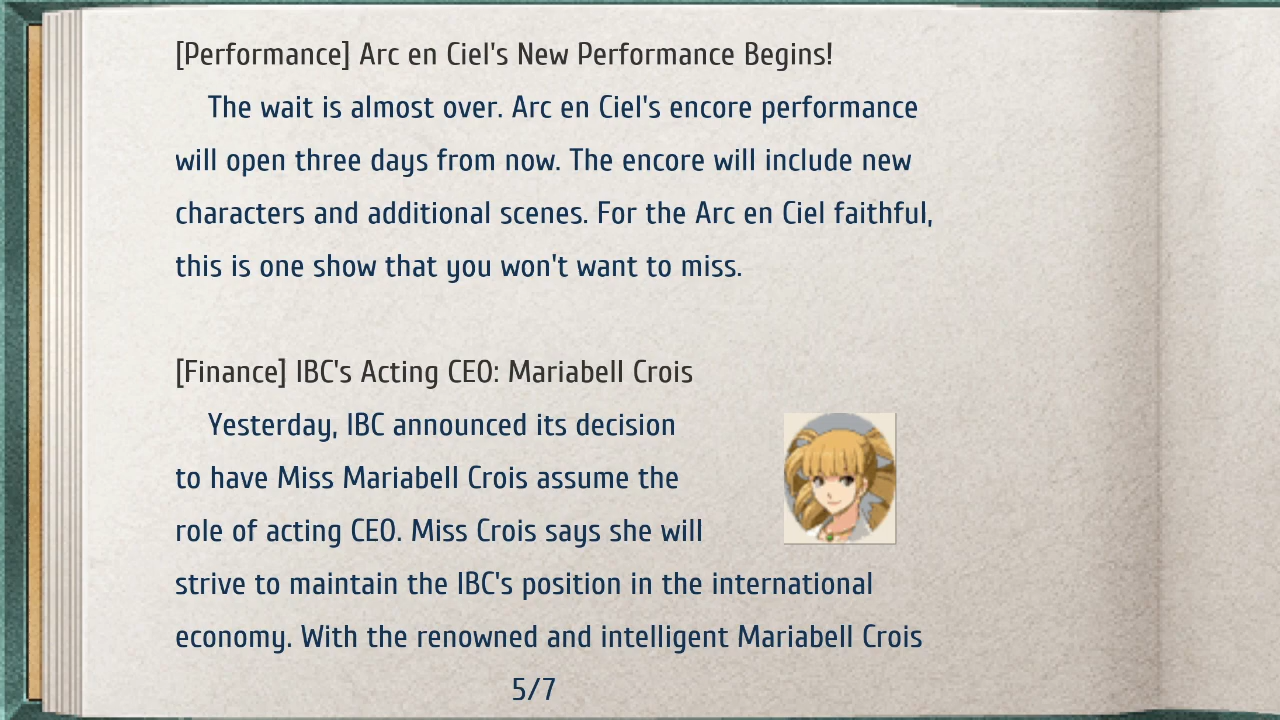 [Performance] Arc en Ciel's New Performance Begins!
The wait is almost over. Arc en Ciel's encore performance
will open three days from now. The encore will include new
characters and additional scenes. For the Arc en Ciel faithful,
this is one show that you won't want to miss.
[Finance] IBC's Acting CEO: Mariabell Crois
Yesterday, IBC announced its decision
to have Miss Mariabell Crois assume the
role of acting CEO. Miss Crois says she will
strive to maintain the IBC's position in the international
economy. With the renowned and intelligent Mariabell Crois
5/7